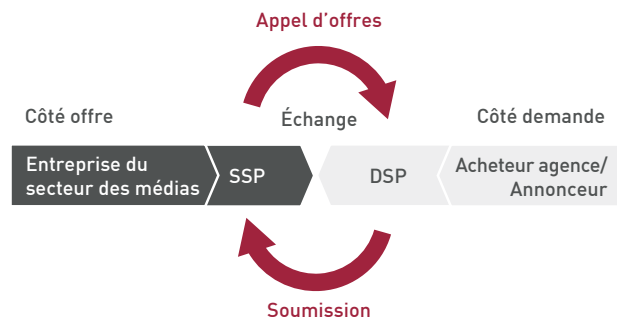 Appel d’offres
Côté offre
Échange
Côté demande
Entreprise du
secteur des médias
SSP
DSP
Acheteur agence/
Annonceur
Soumission